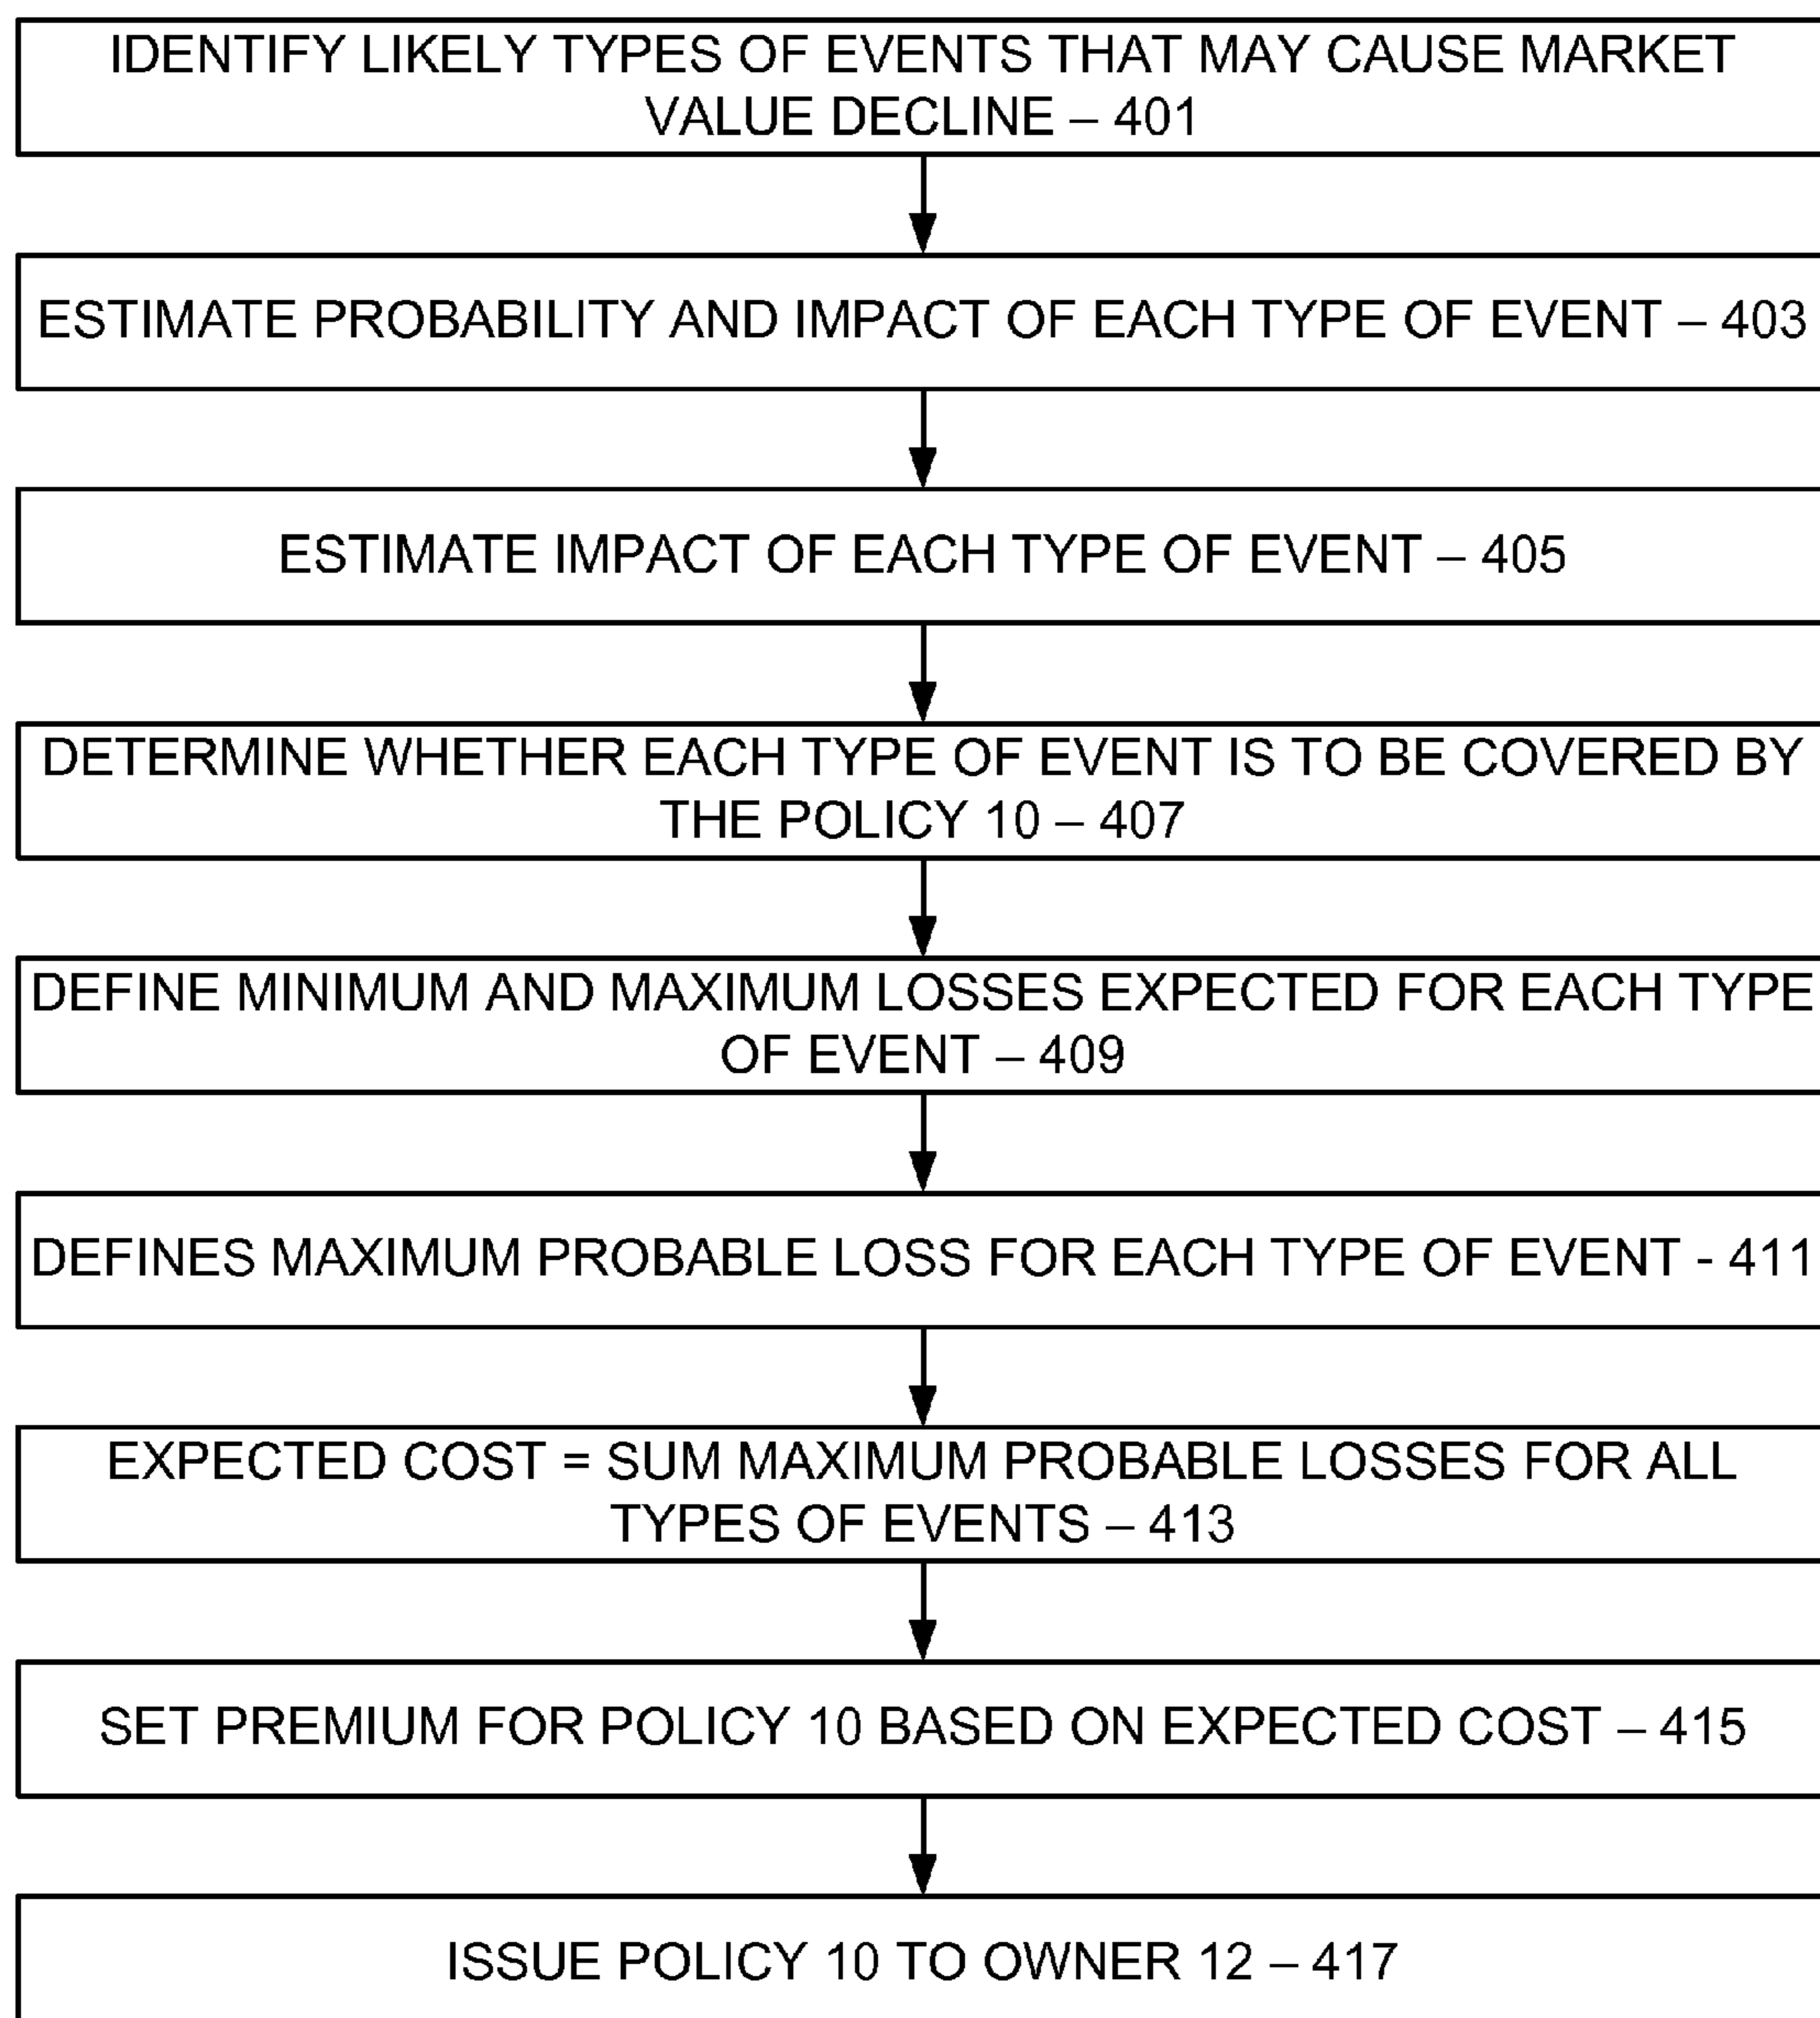 IDENTIFY LIKELY TYPES OF EVENTS THAT MAY CAUSE MARKET
VALUE DECLINE – 401
ESTIMATE PROBABILITY AND IMPACT OF EACH TYPE OF EVENT – 403
ESTIMATE IMPACT OF EACH TYPE OF EVENT – 405
DETERMINE WHETHER EACH TYPE OF EVENT IS TO BE COVERED BY
THE POLICY 10 – 407
DEFINE MINIMUM AND MAXIMUM LOSSES EXPECTED FOR EACH TYPE
OF EVENT – 409
DEFINES MAXIMUM PROBABLE LOSS FOR EACH TYPE OF EVENT - 411
EXPECTED COST = SUM MAXIMUM PROBABLE LOSSES FOR ALL
TYPES OF EVENTS – 413
SET PREMIUM FOR POLICY 10 BASED ON EXPECTED COST – 415
ISSUE POLICY 10 TO OWNER 12 – 417